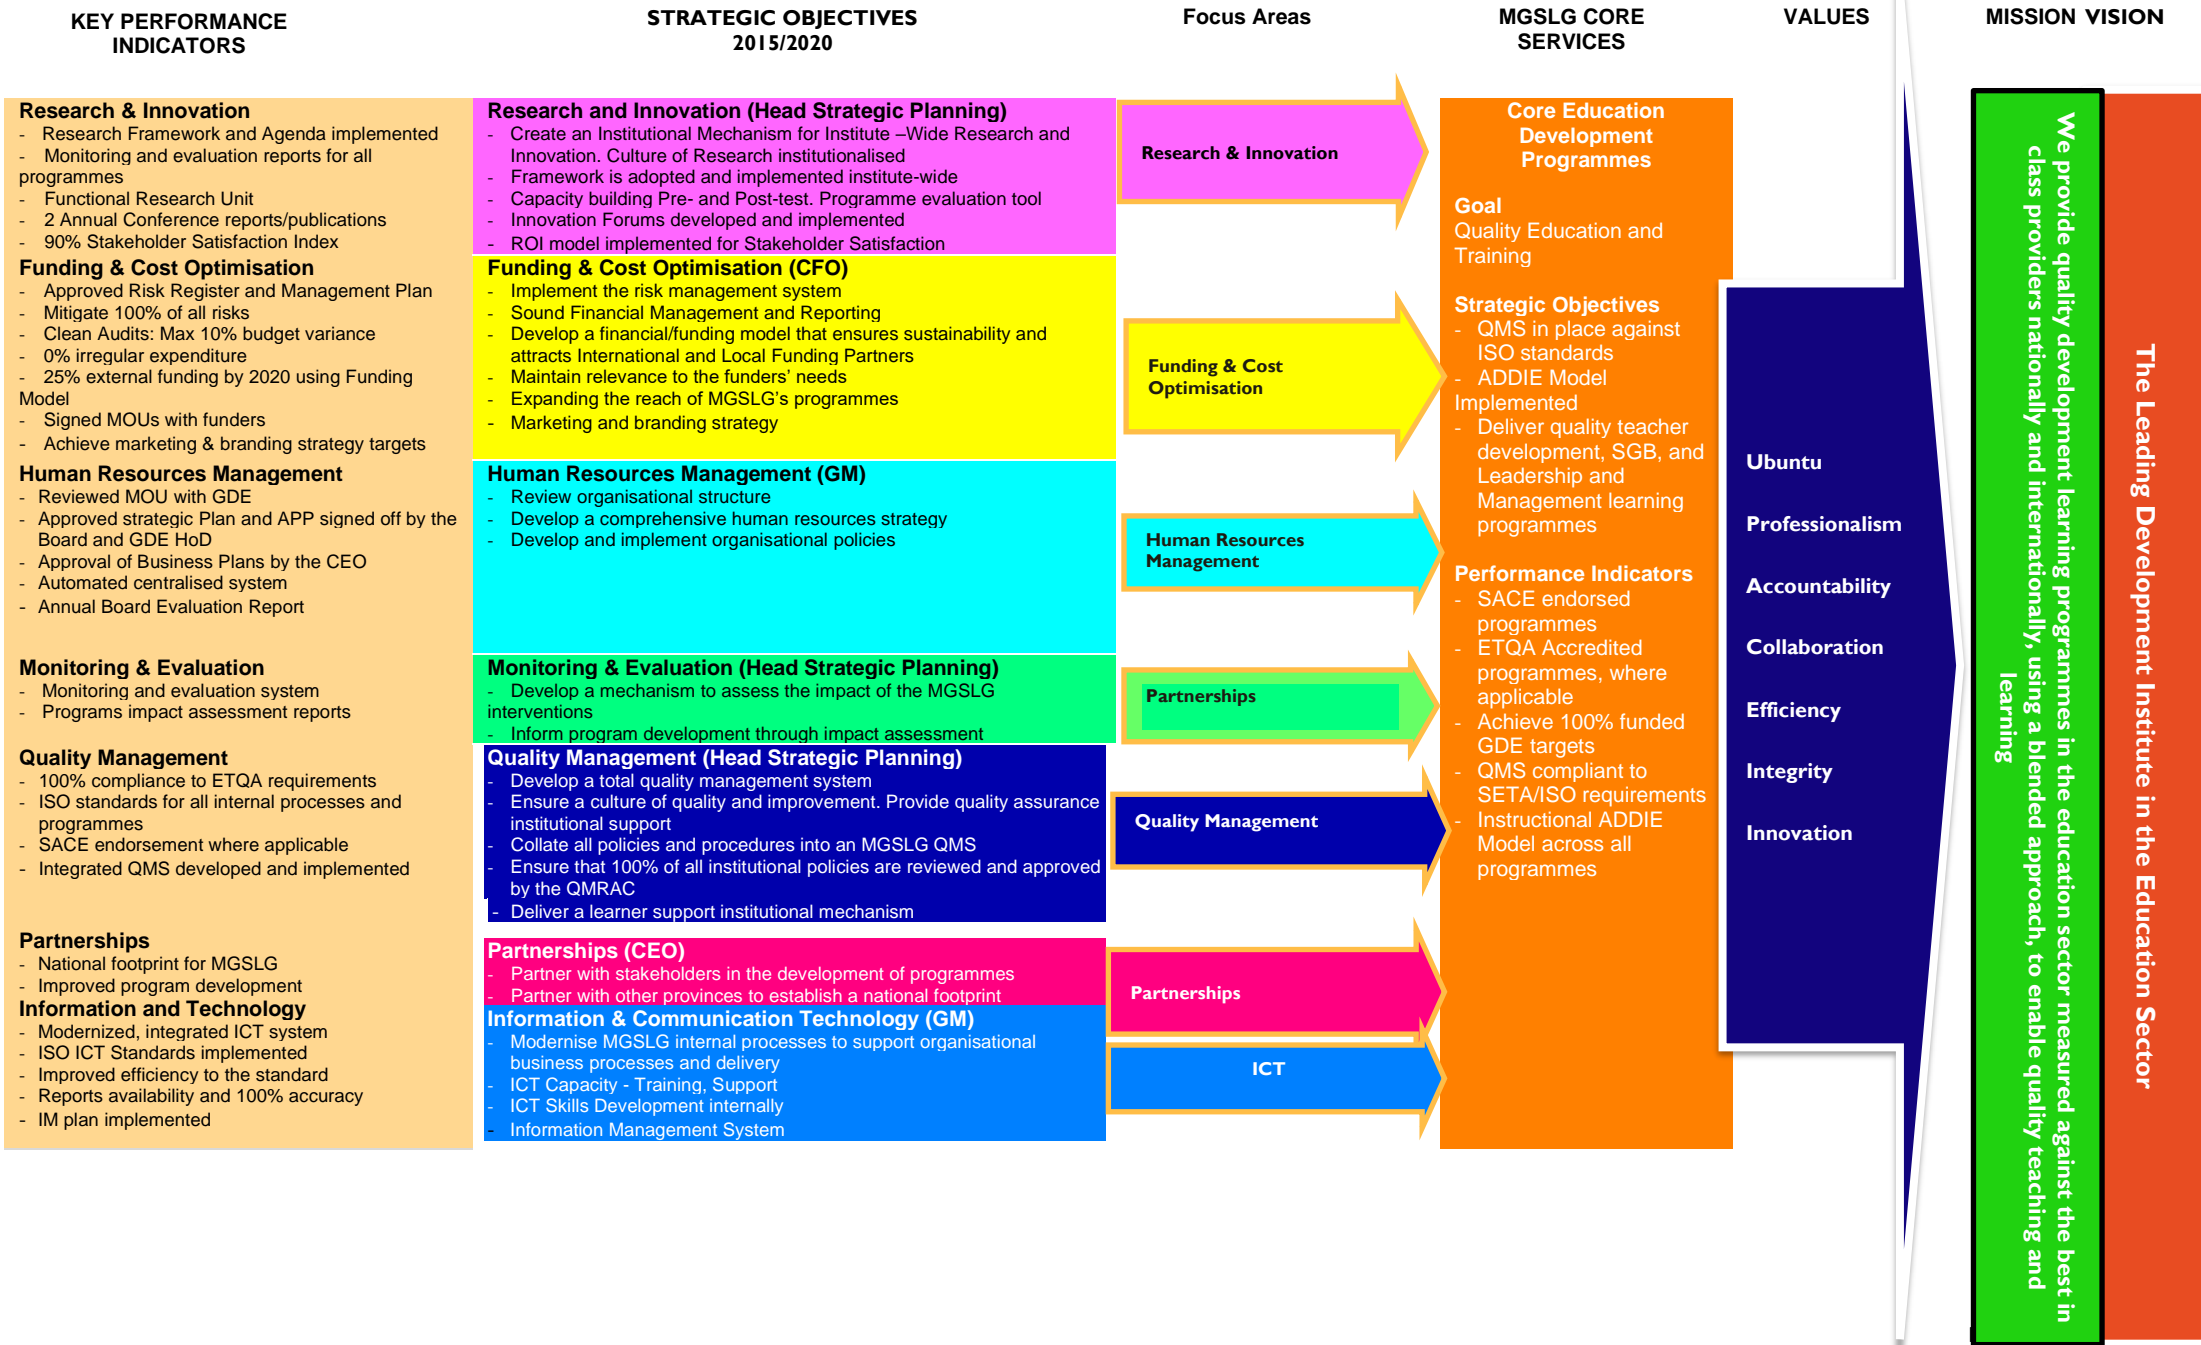 KEY PERFORMANCE
INDICATORS
STRATEGIC OBJECTIVES
2015/2020
Focus Areas
MGSLG CORE
SERVICES
VALUES
MISSION VISION
Research & Innovation
- Research Framework and Agenda implemented
- Monitoring and evaluation reports for all
programmes
- Functional Research Unit
- 2 Annual Conference reports/publications
- 90% Stakeholder Satisfaction Index
Funding & Cost Optimisation
- Approved Risk Register and Management Plan
- Mitigate 100% of all risks
- Clean Audits: Max 10% budget variance
- 0% irregular expenditure
- 25% external funding by 2020 using Funding
Model
- Signed MOUs with funders
- Achieve marketing & branding strategy targets
Human Resources Management
- Reviewed MOU with GDE
- Approved strategic Plan and APP signed off by the
Board and GDE HoD
- Approval of Business Plans by the CEO
- Automated centralised system
- Annual Board Evaluation Report
Monitoring & Evaluation
- Monitoring and evaluation system
- Programs impact assessment reports
Quality Management
- 100% compliance to ETQA requirements
- ISO standards for all internal processes and
programmes
- SACE endorsement where applicable
- Integrated QMS developed and implemented
Partnerships
- National footprint for MGSLG
- Improved program development
Information and Technology
- Modernized, integrated ICT system
- ISO ICT Standards implemented
- Improved efficiency to the standard
- Reports availability and 100% accuracy
- IM plan implemented
Research and Innovation (Head Strategic Planning)
- Create an Institutional Mechanism for Institute –Wide Research and
Innovation. Culture of Research institutionalised
- Framework is adopted and implemented institute-wide
- Capacity building Pre- and Post-test. Programme evaluation tool
- Innovation Forums developed and implemented
- ROI model implemented for Stakeholder Satisfaction
Funding & Cost Optimisation (CFO)
- Implement the risk management system
- Sound Financial Management and Reporting
- Develop a financial/funding model that ensures sustainability and
attracts International and Local Funding Partners
- Maintain relevance to the funders' needs
- Expanding the reach of MGSLG's programmes
- Marketing and branding strategy
Human Resources Management (GM)
- Review organisational structure
- Develop a comprehensive human resources strategy
- Develop and implement organisational policies
Monitoring & Evaluation (Head Strategic Planning)
- Develop a mechanism to assess the impact of the MGSLG
interventions
- Inform program development through impact assessment
Quality Management (Head Strategic Planning)
- Develop a total quality management system
- Ensure a culture of quality and improvement. Provide quality assurance
institutional support
- Collate all policies and procedures into an MGSLG QMS
- Ensure that 100% of all institutional policies are reviewed and approved
by the QMRAC
- Deliver a learner support institutional mechanism
Partnerships (CEO)
- Partner with stakeholders in the development of programmes
- Partner with other provinces to establish a national footprint
Information & Communication Technology (GM)
- Modernise MGSLG internal processes to support organisational
business processes and delivery
- ICT Capacity - Training, Support
- ICT Skills Development internally
- Information Management System
Research & Innovation
Funding & Cost
Optimisation
Human Resources
Management
Partnerships
Quality Management
Partnerships
ICT
Core Education
Development
Programmes
Goal
Quality Education and
Training
Strategic Objectives
- QMS in place against
ISO standards
- ADDIE Model
Implemented
- Deliver quality teacher
development, SGB, and
Leadership and
Management learning
programmes
Performance Indicators
- SACE endorsed
programmes
- ETQA Accredited
programmes, where
applicable
- Achieve 100% funded
GDE targets
- QMS compliant to
SETA/ISO requirements
- Instructional ADDIE
Model across all
programmes
Ubuntu
Professionalism
Accountability
Collaboration
Efficiency
Integrity
Innovation
We provide quality development learning programmes in the education sector measured against the best in
class providers nationally and internationally, using a blended approach, to enable quality teaching and
learning
The Leading Development Institute in the Education Sector